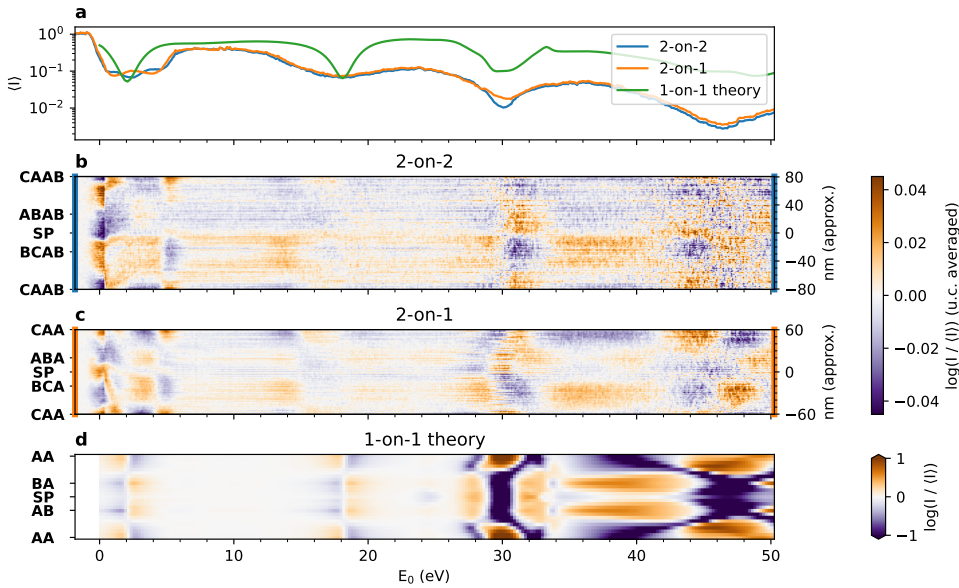 a
10⁰
10⁻¹
10⁻²
⟨I⟩
2-on-2
2-on-1
1-on-1 theory
b
2-on-2
CAAB
ABAB
SP
BCAB
CAAB
80
40
0
−40
−80
nm (approx.)
c
2-on-1
CAA
ABA
SP
BCA
CAA
60
0
−60
nm (approx.)
d
1-on-1 theory
AA
BA
SP
AB
AA
0
10
20
30
40
50
E₀ (eV)
0.04
0.02
0.00
−0.02
−0.04
log(I / ⟨I⟩) (u.c. averaged)
1
0
−1
log(I / ⟨I⟩)